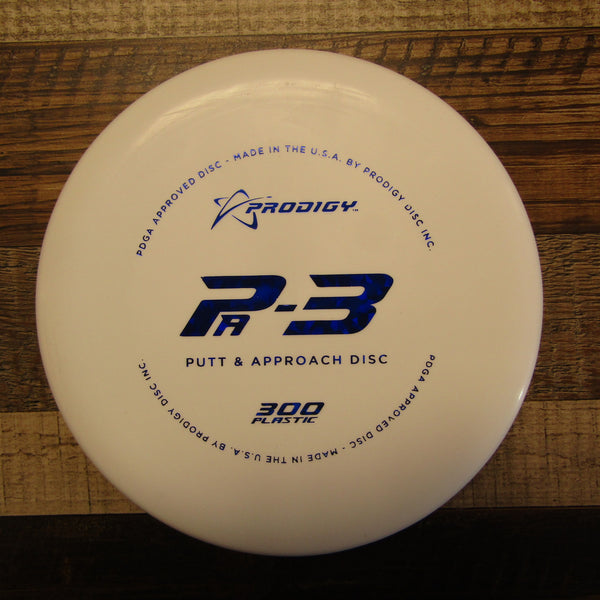 PDGA APPROVED DISC - MADE IN THE U.S.A. BY PRODIGY DISC INC.
PRODIGY™
PA-3
PUTT & APPROACH DISC
300
PLASTIC
PDGA APPROVED DISC - MADE IN THE U.S.A. BY PRODIGY DISC INC.